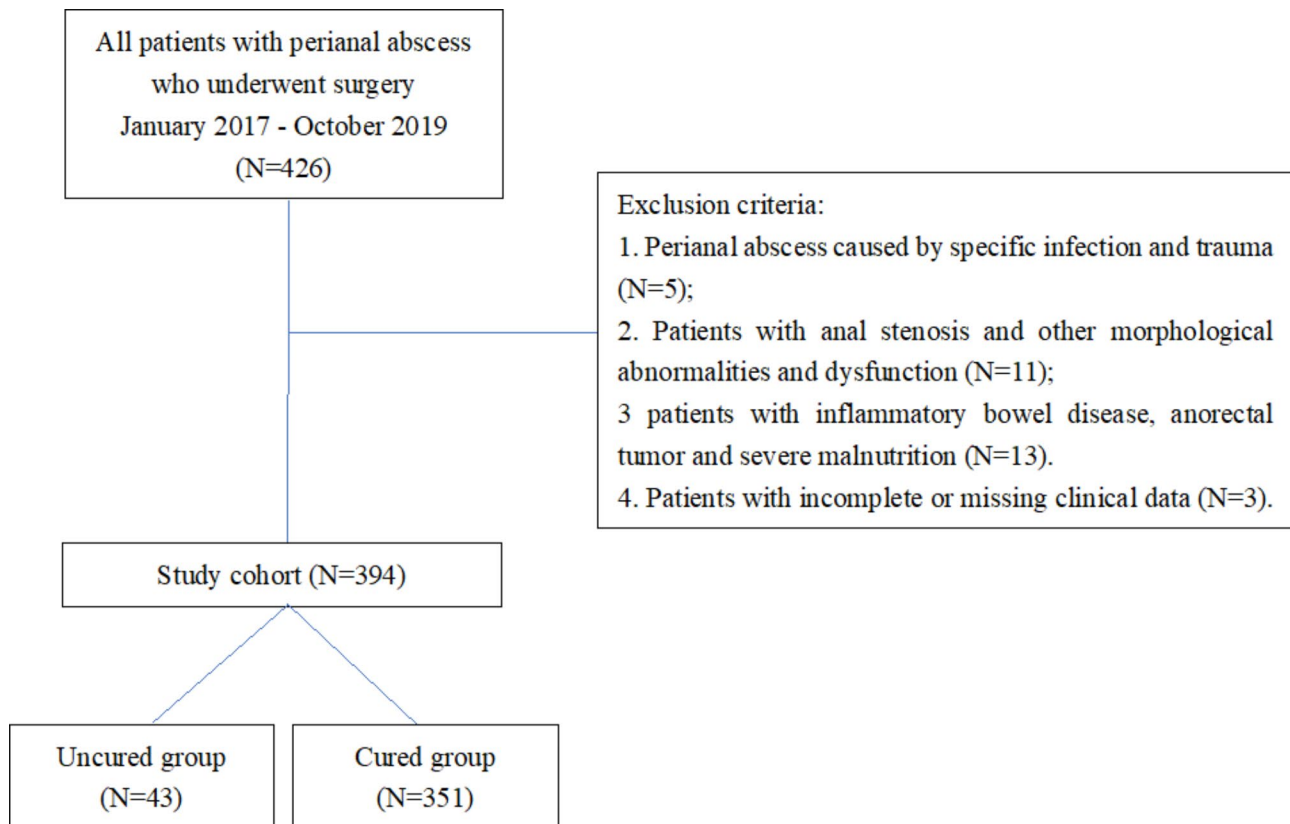 All patients with perianal abscess
who underwent surgery
January 2017 - October 2019
(N=426)
Exclusion criteria:
1. Perianal abscess caused by specific infection and trauma
(N=5);
2. Patients with anal stenosis and other morphological
abnormalities and dysfunction (N=11);
3 patients with inflammatory bowel disease, anorectal
tumor and severe malnutrition (N=13).
4. Patients with incomplete or missing clinical data (N=3).
Study cohort (N=394)
Uncured group
(N=43)
Cured group
(N=351)